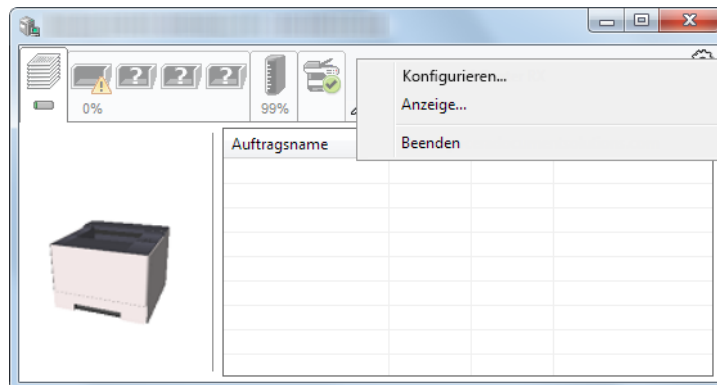 Konfigurieren...
0%
99%
Anzeige...
Auftragsname
Beenden